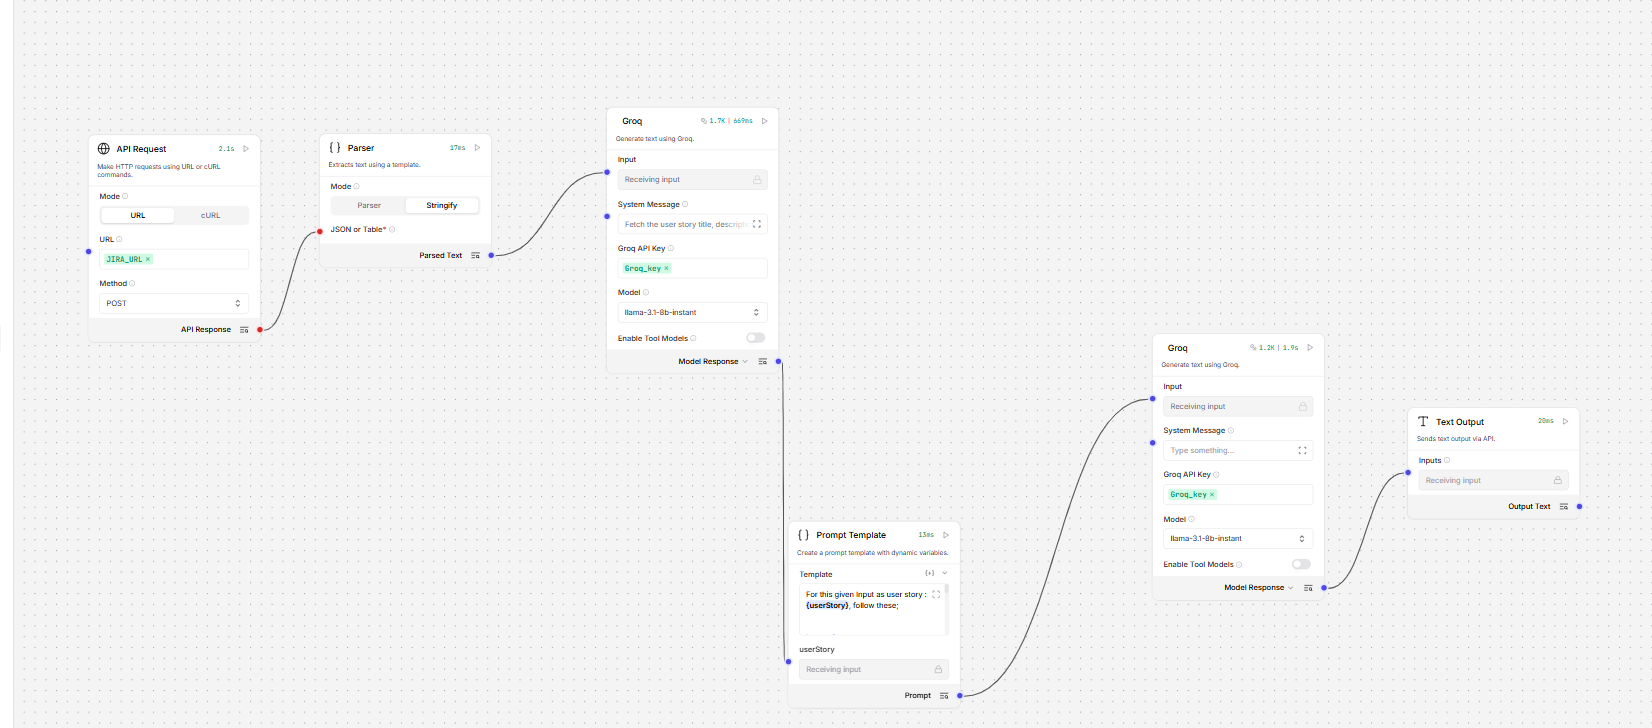 API Request
2.1s
Make HTTP requests using URL or cURL
commands.
Mode
URL
cURL
URL
JIRA_URL ×
Method
POST
API Response
Parser
17ms
Extracts text using a template.
Mode
Parser
Stringify
JSON or Table*
Parsed Text
Groq
1.7K | 669ms
Generate text using Groq.
Input
Receiving input
System Message
Fetch the user story title, descript
Groq API Key
Groq_key ×
Model
llama-3.1-8b-instant
Enable Tool Models
Model Response
Prompt Template
13ms
Create a prompt template with dynamic variables.
Template
{+}
For this given Input as user story :
{userStory}, follow these;
userStory
Receiving input
Prompt
Groq
1.2K | 1.9s
Generate text using Groq.
Input
Receiving input
System Message
Type something...
Groq API Key
Groq_key ×
Model
llama-3.1-8b-instant
Enable Tool Models
Model Response
Text Output
20ms
Sends text output via API.
Inputs
Receiving input
Output Text